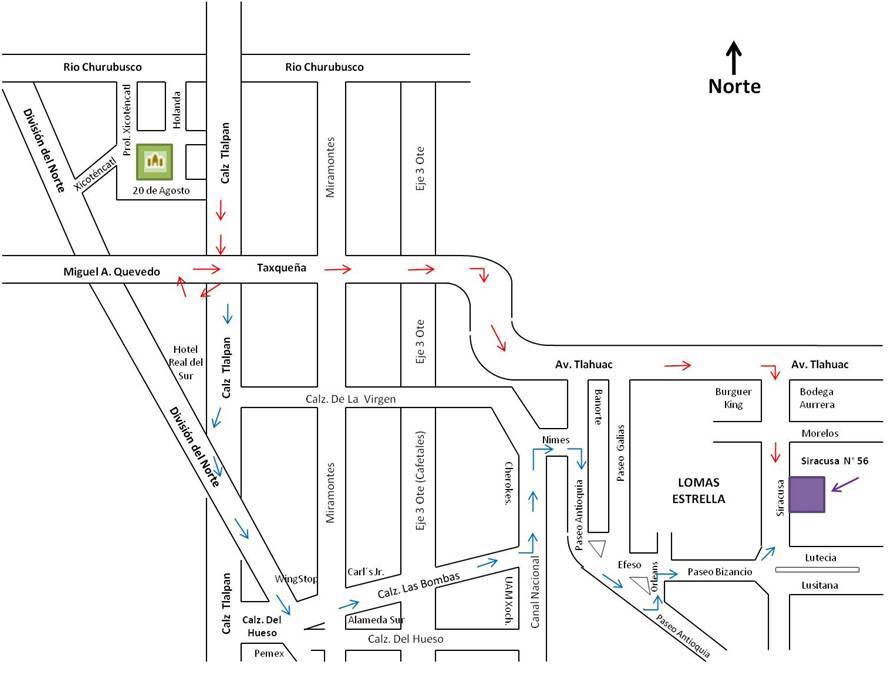 Rio Churubusco
Rio Churubusco
Norte
División del Norte
Prol. Xicoténcatl
Holanda
Calz Tlalpan
Miramontes
Eje 3 Ote
Xicoténcatl
20 de Agosto
Miguel A. Quevedo
Taxqueña
Hotel
Real del
Sur
Calz Tlalpan
Eje 3 Ote
Av. Tlahuac
Av. Tlahuac
Calz. De La Virgen
Burguer
King
Bodega
Aurrera
Banorte
Paseo Galias
Morelos
División del Norte
Miramontes
Eje 3 Ote (Cafetales)
Cherokes.
Nimes
Paseo Antioquia
LOMAS
ESTRELLA
Siracusa
Siracusa N° 56
WingStop
Carl´s Jr.
Calz. Las Bombas
UAM Xoch.
Canal Nacional
Efeso
Orleans
Paseo Bizancio
Lutecia
Lusitana
Calz Tlalpan
Calz. Del
Hueso
Alameda Sur
Calz. Del Hueso
Pemex
Paseo Antioquia